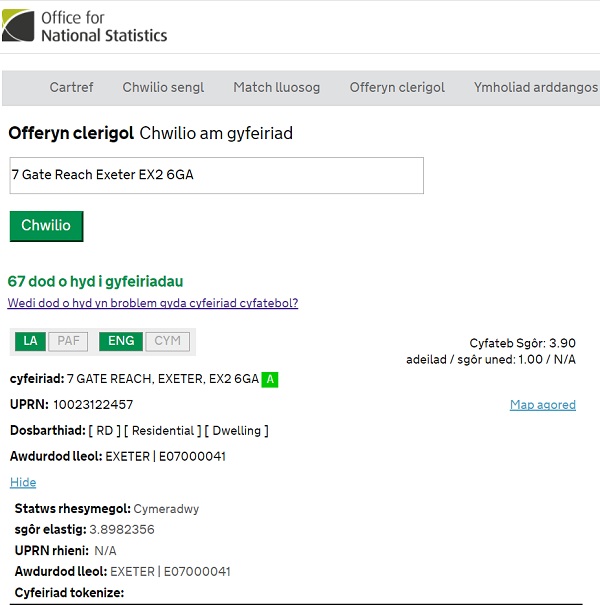 Office for
National Statistics
Cartref Chwilio sengl Match lluosog Offeryn clerigol Ymholiad arddangos
Offeryn clerigol Chwilio am gyfeiriad
7 Gate Reach Exeter EX2 6GA
Chwilio
67 dod o hyd i gyfeiriadau
Wedi dod o hyd yn broblem gyda cyfeiriad cyfatebol?
LA PAF ENG CYM
Cyfateb Sgôr: 3.90
adeilad / sgôr uned: 1.00 / N/A
cyfeiriad: 7 GATE REACH, EXETER, EX2 6GA A
UPRN: 10023122457 Map agored
Dosbarthiad: [ RD ] [ Residential ] [ Dwelling ]
Awdurdod lleol: EXETER | E07000041
Hide
Statws rhesymegol: Cymeradwy
sgôr elastig: 3.8982356
UPRN rhieni: N/A
Awdurdod lleol: EXETER | E07000041
Cyfeiriad tokenize: